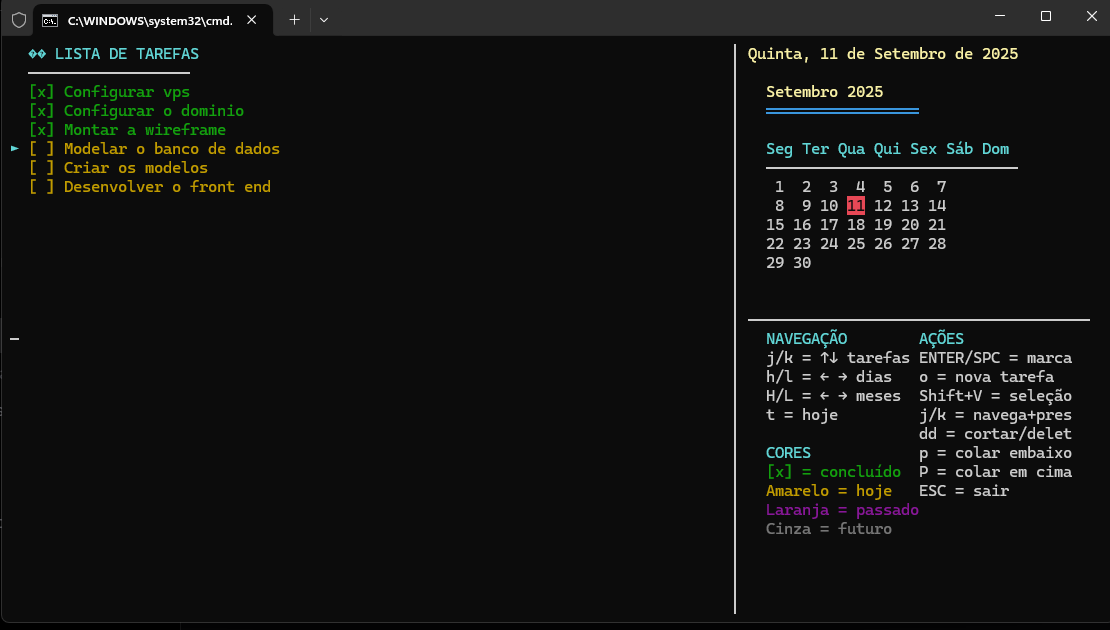 C:\WINDOWS\system32\cmd.
�� LISTA DE TAREFAS
[x] Configurar vps
[x] Configurar o dominio
[x] Montar a wireframe
► [ ] Modelar o banco de dados
[ ] Criar os modelos
[ ] Desenvolver o front end
Quinta, 11 de Setembro de 2025
Setembro 2025
Seg Ter Qua Qui Sex Sáb Dom
1 2 3 4 5 6 7
8 9 10 11 12 13 14
15 16 17 18 19 20 21
22 23 24 25 26 27 28
29 30
NAVEGAÇÃO
j/k = ↑↓ tarefas
h/l = ← → dias
H/L = ← → meses
t = hoje
CORES
[x] = concluído
Amarelo = hoje
Laranja = passado
Cinza = futuro
AÇÕES
ENTER/SPC = marca
o = nova tarefa
Shift+V = seleção
j/k = navega+pres
dd = cortar/delet
p = colar embaixo
P = colar em cima
ESC = sair